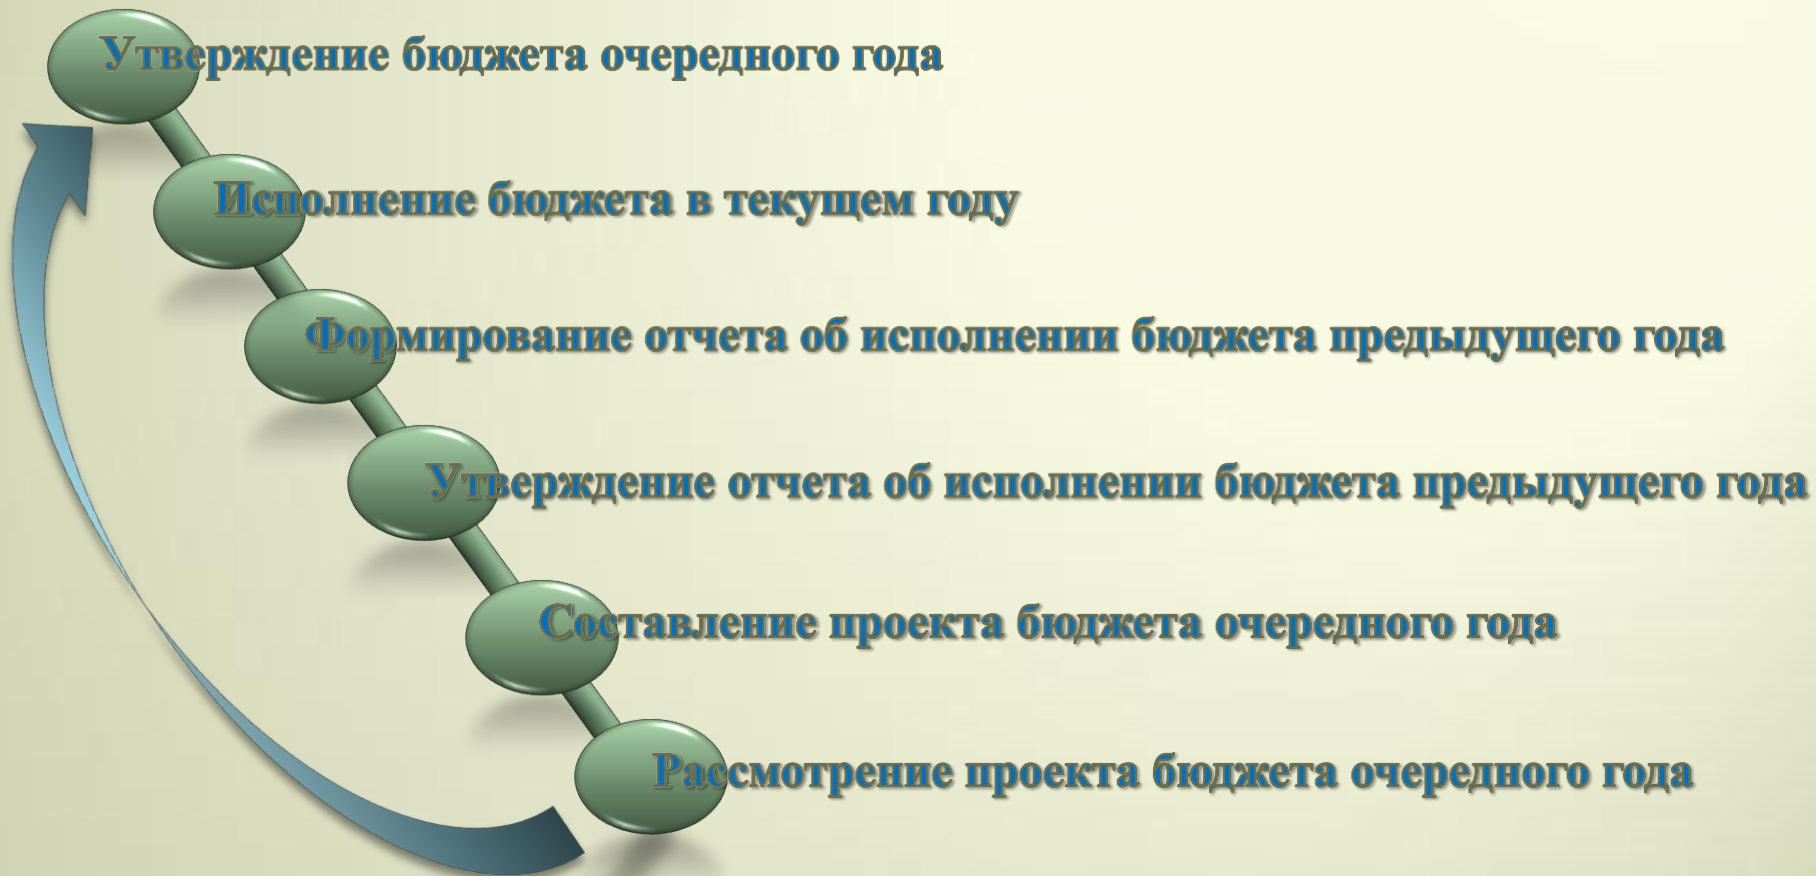 Утверждение бюджета очередного года
Исполнение бюджета в текущем году
Формирование отчета об исполнении бюджета предыдущего года
Утверждение отчета об исполнении бюджета предыдущего года
Составление проекта бюджета очередного года
Рассмотрение проекта бюджета очередного года